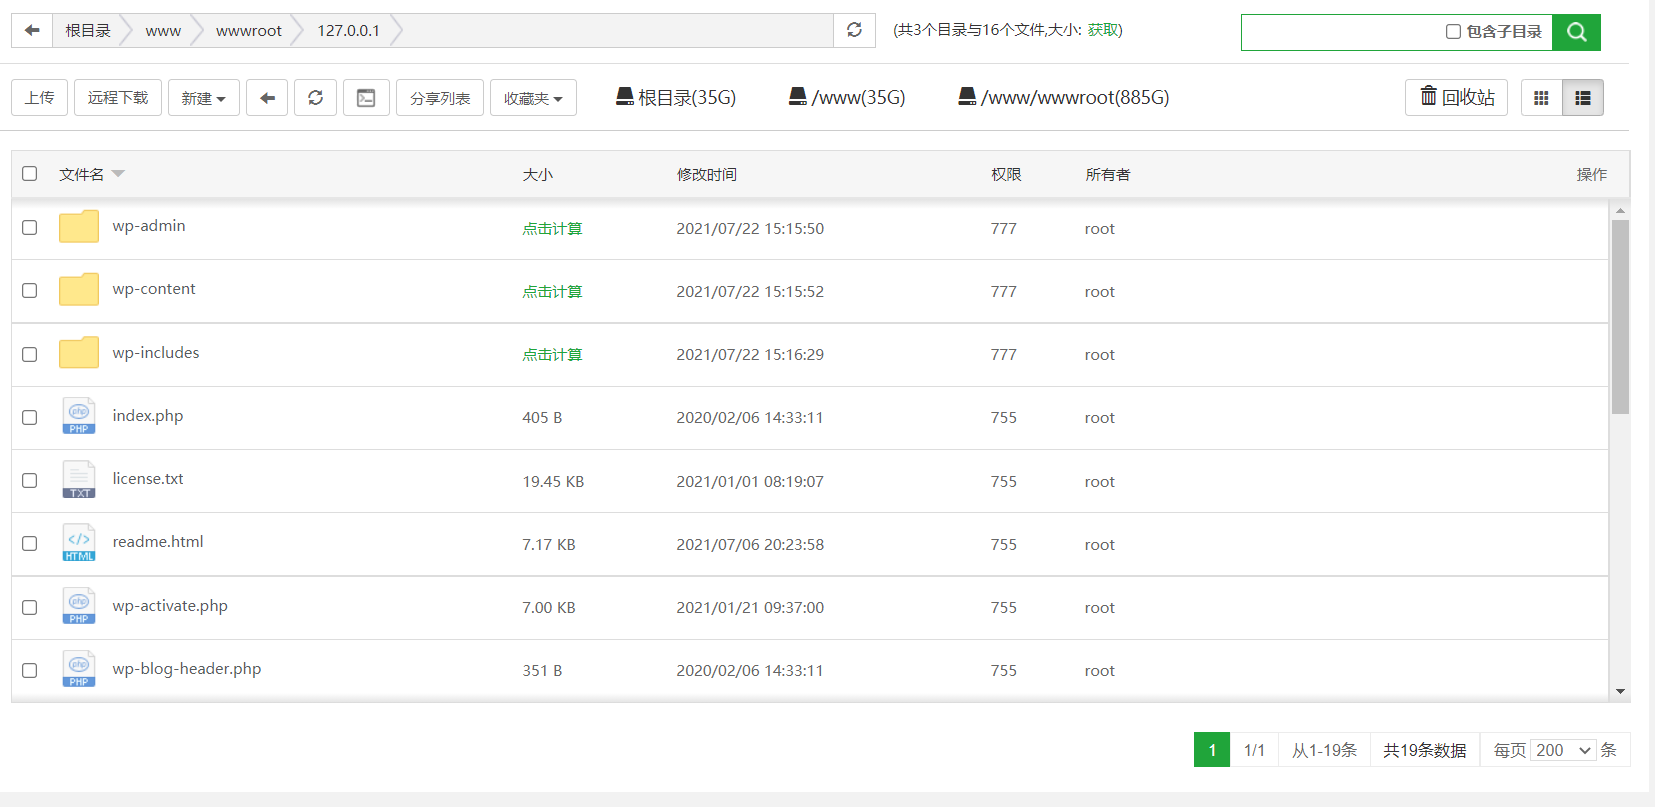 根目录 www wwwroot 127.0.0.1 (共3个目录与16个文件,大小: 获取) 包含子目录
上传 远程下载 新建 分享列表 收藏夹 根目录(35G) /www(35G) /www/wwwroot(885G) 回收站
文件名 大小 修改时间 权限 所有者 操作
wp-admin 点击计算 2021/07/22 15:15:50 777 root
wp-content 点击计算 2021/07/22 15:15:52 777 root
wp-includes 点击计算 2021/07/22 15:16:29 777 root
php PHP index.php 405 B 2020/02/06 14:33:11 755 root
TXT license.txt 19.45 KB 2021/01/01 08:19:07 755 root
</> HTML readme.html 7.17 KB 2021/07/06 20:23:58 755 root
php PHP wp-activate.php 7.00 KB 2021/01/21 09:37:00 755 root
php PHP wp-blog-header.php 351 B 2020/02/06 14:33:11 755 root
1 1/1 从1-19条 共19条数据 每页 200 条